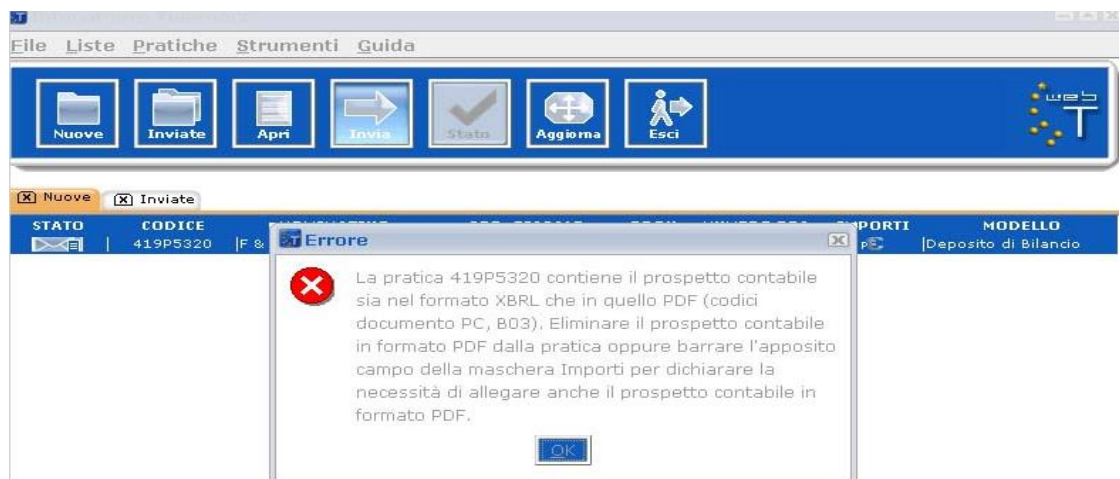 File Liste Pratiche Strumenti Guida
Nuove Inviate Apri Invia Stato Aggiorna Esci
web
T
Nuove Inviate
STATO CODICE IMPORTI MODELLO
419P5320 |F & |Deposito di Bilancio
Errore
La pratica 419P5320 contiene il prospetto contabile
sia nel formato XBRL che in quello PDF (codici
documento PC, B03). Eliminare il prospetto contabile
in formato PDF dalla pratica oppure barrare l'apposito
campo della maschera Importi per dichiarare la
necessità di allegare anche il prospetto contabile in
formato PDF.
OK